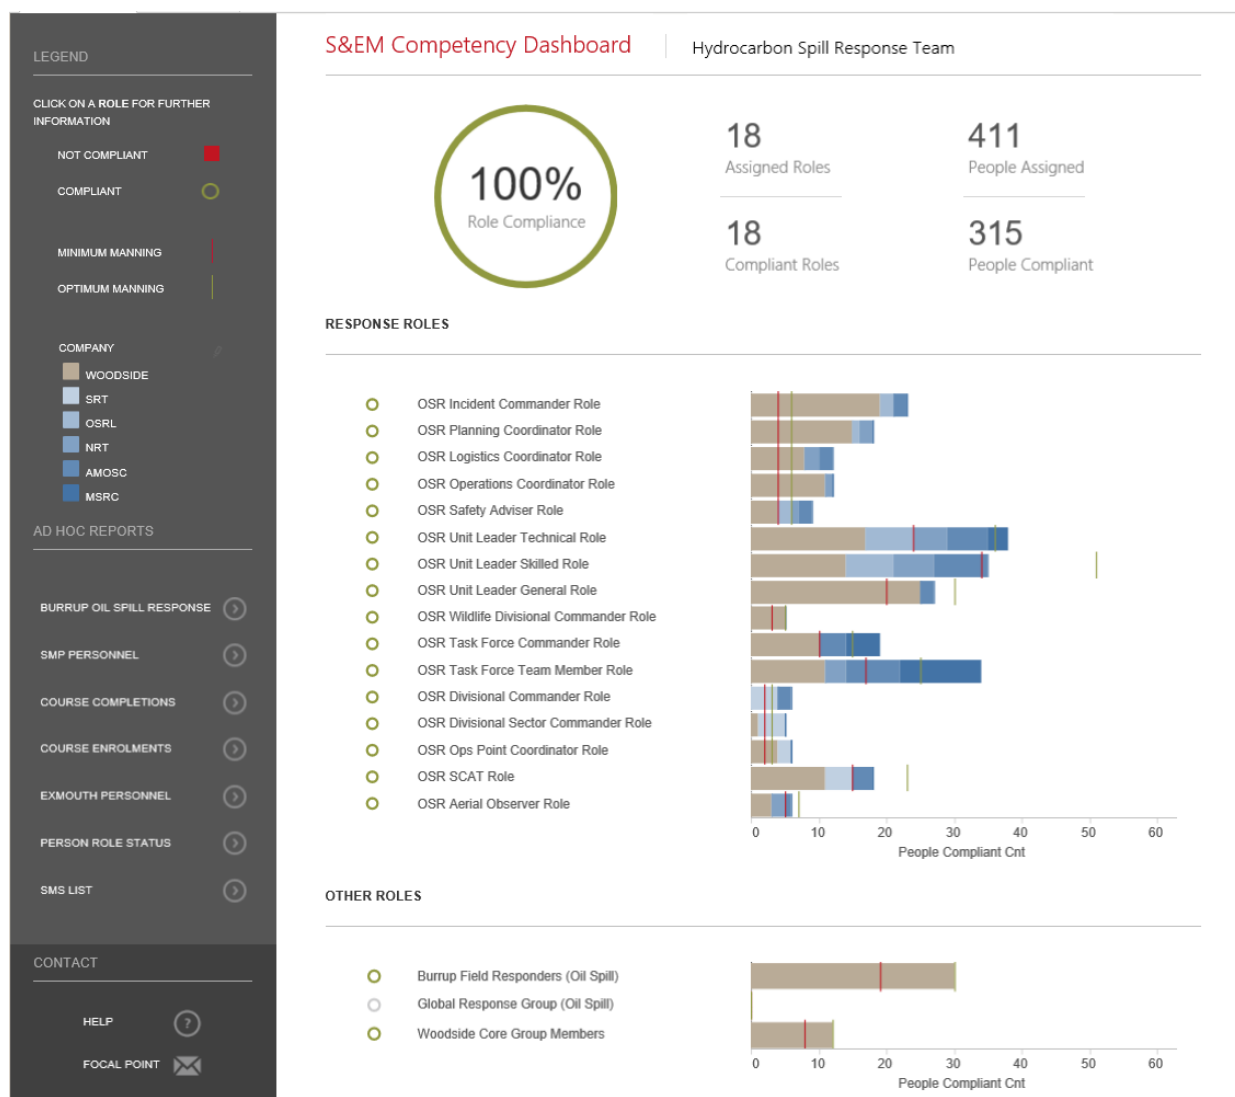 LEGEND
CLICK ON A ROLE FOR FURTHER
INFORMATION
NOT COMPLIANT
COMPLIANT
MINIMUM MANNING
OPTIMUM MANNING
COMPANY
WOODSIDE
SRT
OSRL
NRT
AMOSC
MSRC
AD HOC REPORTS
BURRUP OIL SPILL RESPONSE
SMP PERSONNEL
COURSE COMPLETIONS
COURSE ENROLMENTS
EXMOUTH PERSONNEL
PERSON ROLE STATUS
SMS LIST
CONTACT
HELP ?
FOCAL POINT
S&EM Competency Dashboard Hydrocarbon Spill Response Team
100%
Role Compliance
18
Assigned Roles
411
People Assigned
18
Compliant Roles
315
People Compliant
RESPONSE ROLES
OSR Incident Commander Role
OSR Planning Coordinator Role
OSR Logistics Coordinator Role
OSR Operations Coordinator Role
OSR Safety Adviser Role
OSR Unit Leader Technical Role
OSR Unit Leader Skilled Role
OSR Unit Leader General Role
OSR Wildlife Divisional Commander Role
OSR Task Force Commander Role
OSR Task Force Team Member Role
OSR Divisional Commander Role
OSR Divisional Sector Commander Role
OSR Ops Point Coordinator Role
OSR SCAT Role
OSR Aerial Observer Role
0 10 20 30 40 50 60
People Compliant Cnt
OTHER ROLES
Burrup Field Responders (Oil Spill)
Global Response Group (Oil Spill)
Woodside Core Group Members
0 10 20 30 40 50 60
People Compliant Cnt